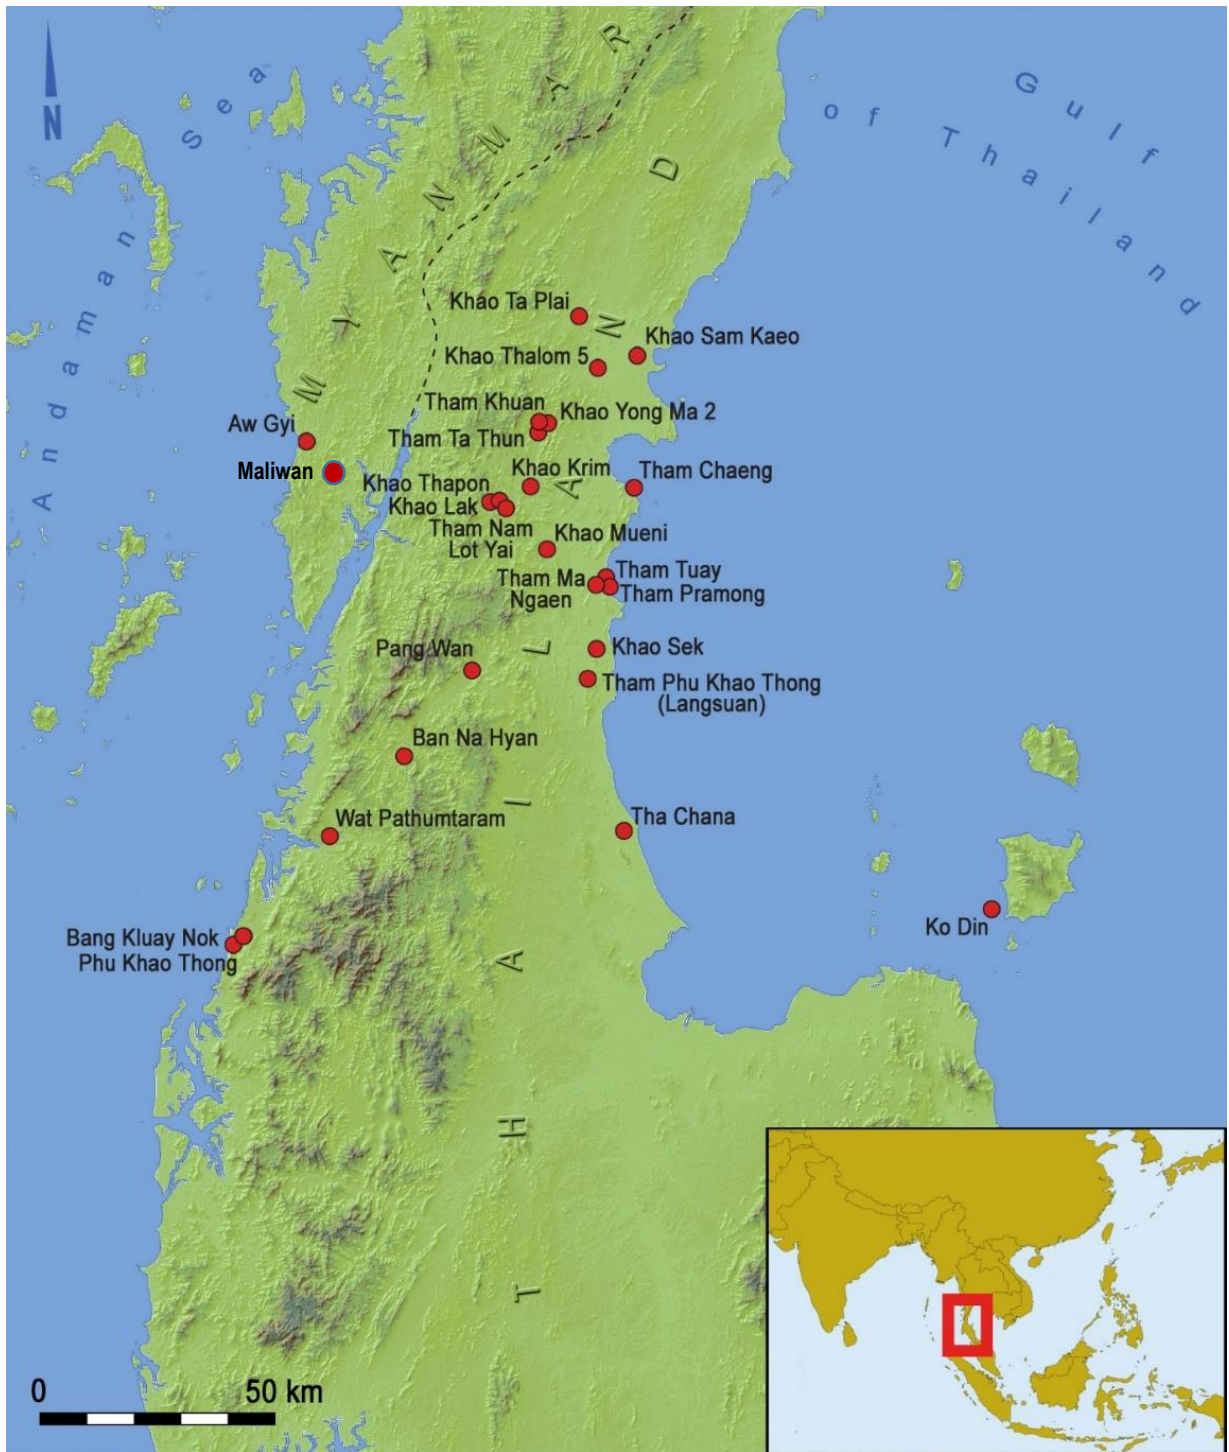 N
Andaman Sea
Gulf
of Thailand
MYANMAR
THAILAND
Khao Ta Plai
Khao Sam Kaeo
Khao Thalom 5
Tham Khuan
Khao Yong Ma 2
Aw Gyi
Tham Ta Thun
Maliwan
Khao Krim
Tham Chaeng
Khao Thapon
Khao Lak
Tham Nam
Lot Yai
Khao Mueni
Tham Tuay
Tham Ma
Ngaen
Tham Pramong
Pang Wan
Khao Sek
Tham Phu Khao Thong
(Langsuan)
Ban Na Hyan
Wat Pathumtaram
Tha Chana
Ko Din
Bang Kluay Nok
Phu Khao Thong
0 50 km